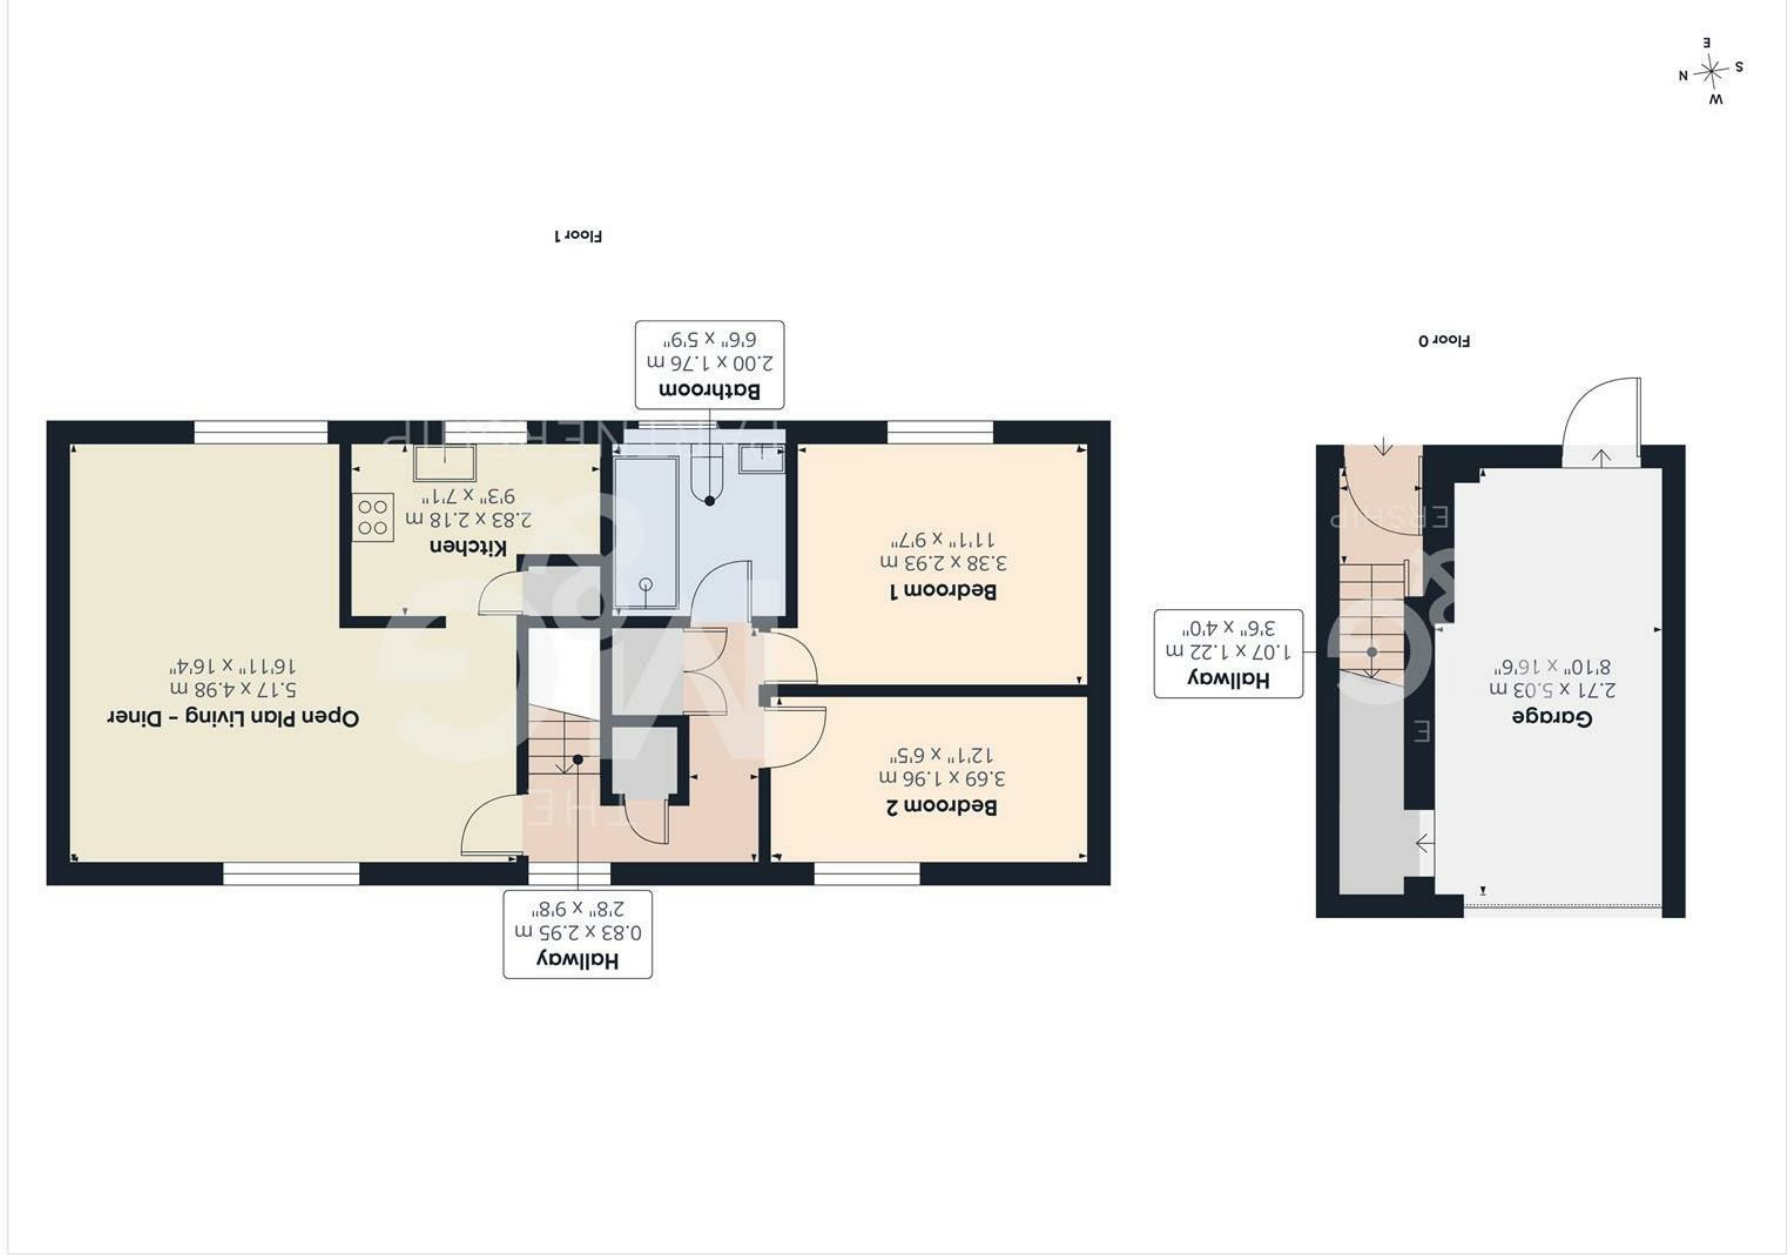 Floor 0
Garage
2.71 x 5.03 m
8'10" x 16'6"
Hallway
1.07 x 1.22 m
3'6" x 4'0"
Floor 1
Hallway
0.83 x 2.95 m
2'8" x 9'8"
Bedroom 2
3.69 x 1.96 m
12'1" x 6'5"
Bedroom 1
3.38 x 2.93 m
11'1" x 9'7"
Open Plan Living - Diner
5.17 x 4.98 m
16'11" x 16'4"
Kitchen
2.83 x 2.18 m
9'3" x 7'1"
Bathroom
2.00 x 1.76 m
6'6" x 5'9"
W
S
N
E
THE
PARTNERSHIP
E
ERSHIP